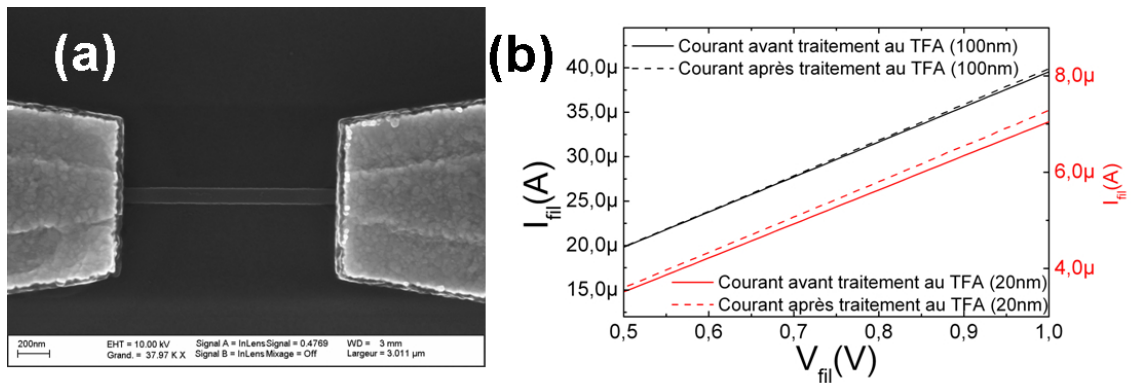 (a)
200nm
EHT = 10.00 kV
Signal A = InLens Signal = 0.4769
WD = 3 mm
Grand. = 37.97 K X
Signal B = InLens Mixage = Off
Largeur = 3.011 µm
(b)
Courant avant traitement au TFA (100nm)
Courant après traitement au TFA (100nm)
40,0µ
35,0µ
30,0µ
25,0µ
20,0µ
15,0µ
I_fil(A)
8,0µ
6,0µ
4,0µ
I_fil(A)
Courant avant traitement au TFA (20nm)
Courant après traitement au TFA (20nm)
0,5 0,6 0,7 0,8 0,9 1,0
V_fil(V)